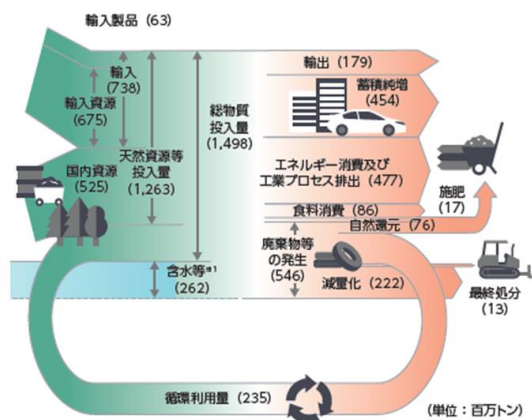 輸入製品（63）
輸入
（738）
輸入資源
（675）
国内資源
（525）
天然資源等
投入量
（1,263）
総物質
投入量
（1,498）
含水等※1
（262）
輸出（179）
蓄積純増
（454）
エネルギー消費及び
工業プロセス排出（477）
食料消費（86）
自然還元（76）
施肥
（17）
廃棄物等
の発生
（546）
減量化（222）
最終処分
（13）
循環利用量（235）
（単位：百万トン）